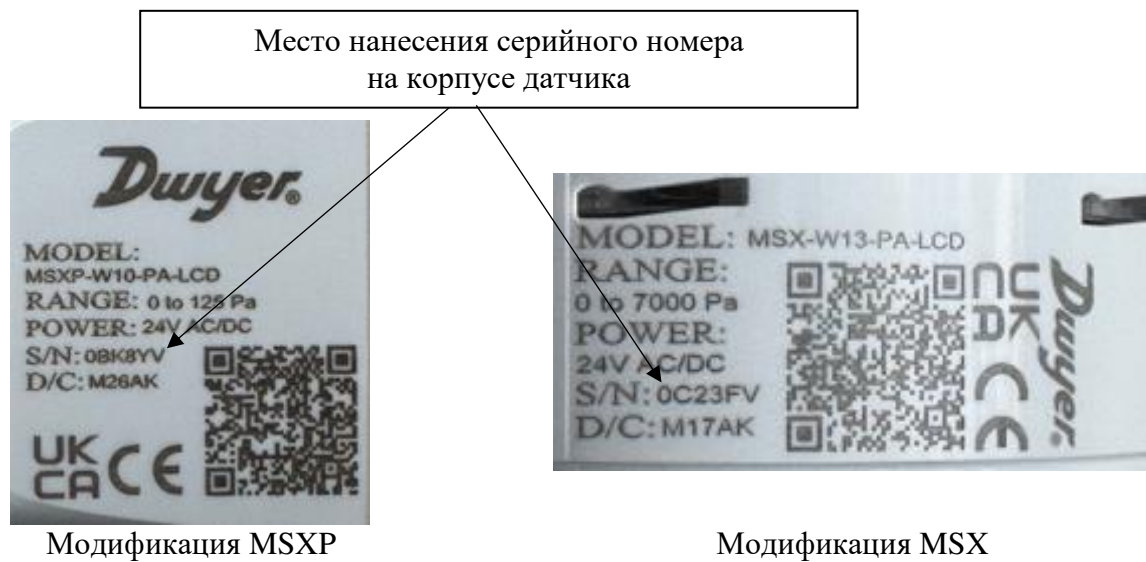 Место нанесения серийного номера
на корпусе датчика
Dwyer®
MODEL:
MSXP-W10-PA-LCD
RANGE: 0 to 125 Pa
POWER: 24V AC/DC
S/N: 0BK8YV
D/C: M26AK
UK
CA CE
MODEL: MSX-W13-PA-LCD
RANGE:
0 to 7000 Pa
POWER:
24V AC/DC
S/N: 0C23FV
D/C: M17AK
UK
CA CE
Dwyer®
Модификация MSXP
Модификация MSX